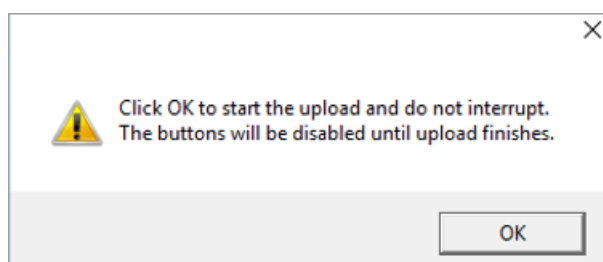 Click OK to start the upload and do not interrupt.
The buttons will be disabled until upload finishes.
OK